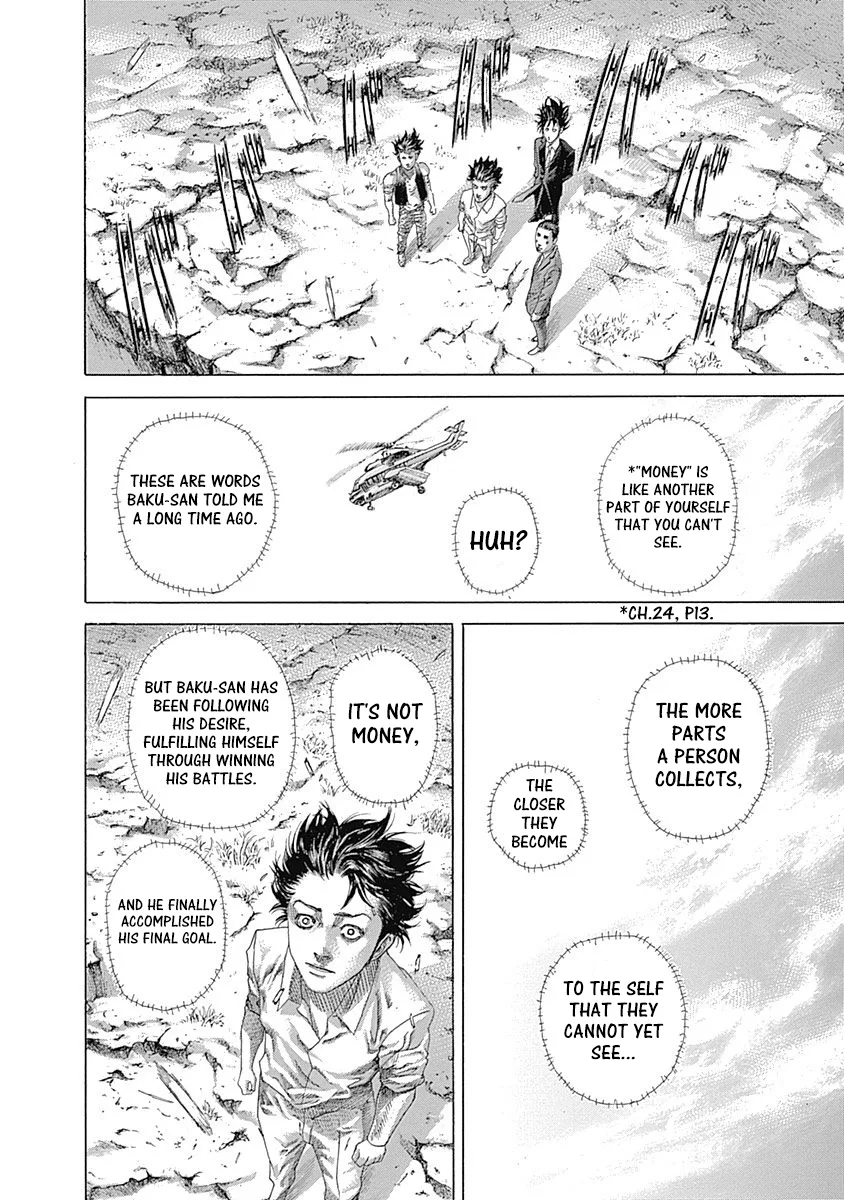 *"MONEY" IS
LIKE ANOTHER
PART OF YOURSELF
THAT YOU CAN'T
SEE.
HUH?
THESE ARE WORDS
BAKU-SAN TOLD ME
A LONG TIME AGO.
*CH.24, P13.
THE MORE
PARTS
A PERSON
COLLECTS,
THE
CLOSER
THEY
BECOME
TO THE SELF
THAT THEY
CANNOT YET
SEE...
IT'S NOT
MONEY,
BUT BAKU-SAN HAS
BEEN FOLLOWING
HIS DESIRE,
FULFILLING HIMSELF
THROUGH WINNING
HIS BATTLES.
AND HE FINALLY
ACCOMPLISHED
HIS FINAL GOAL.